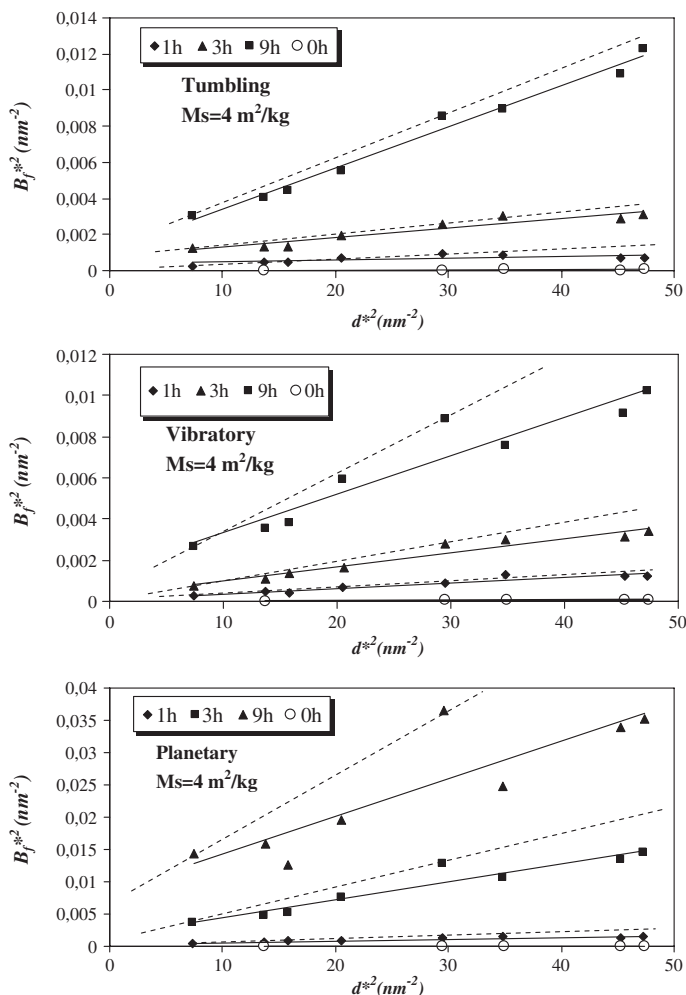 0,014
0,012
0,01
0,008
0,006
0,004
0,002
0
B_f*² (nm⁻²)
1h 3h 9h 0h
Tumbling
Ms=4 m²/kg
0 10 20 30 40 50
d*²(nm⁻²)
0,012
0,01
0,008
0,006
0,004
0,002
0
B_f*² (nm⁻²)
1h 3h 9h 0h
Vibratory
Ms=4 m²/kg
0 10 20 30 40 50
d*²(nm⁻²)
0,04
0,035
0,03
0,025
0,02
0,015
0,01
0,005
0
B_f*² (nm⁻²)
1h 3h 9h 0h
Planetary
Ms=4 m²/kg
0 10 20 30 40 50
d*²(nm⁻²)